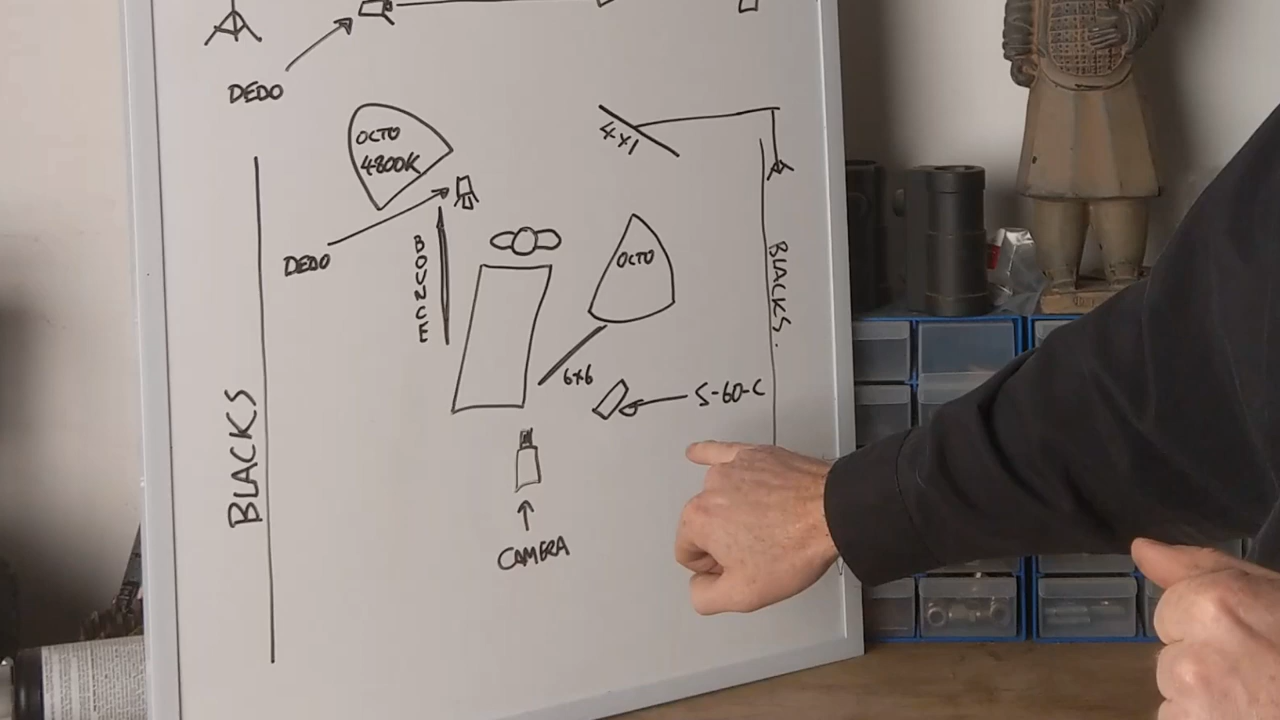 DEDO
OCTO
4800K
4x1
DEDO
BOUNCE
OCTO
BLACKS.
6x6
S-60-C
BLACKS
CAMERA